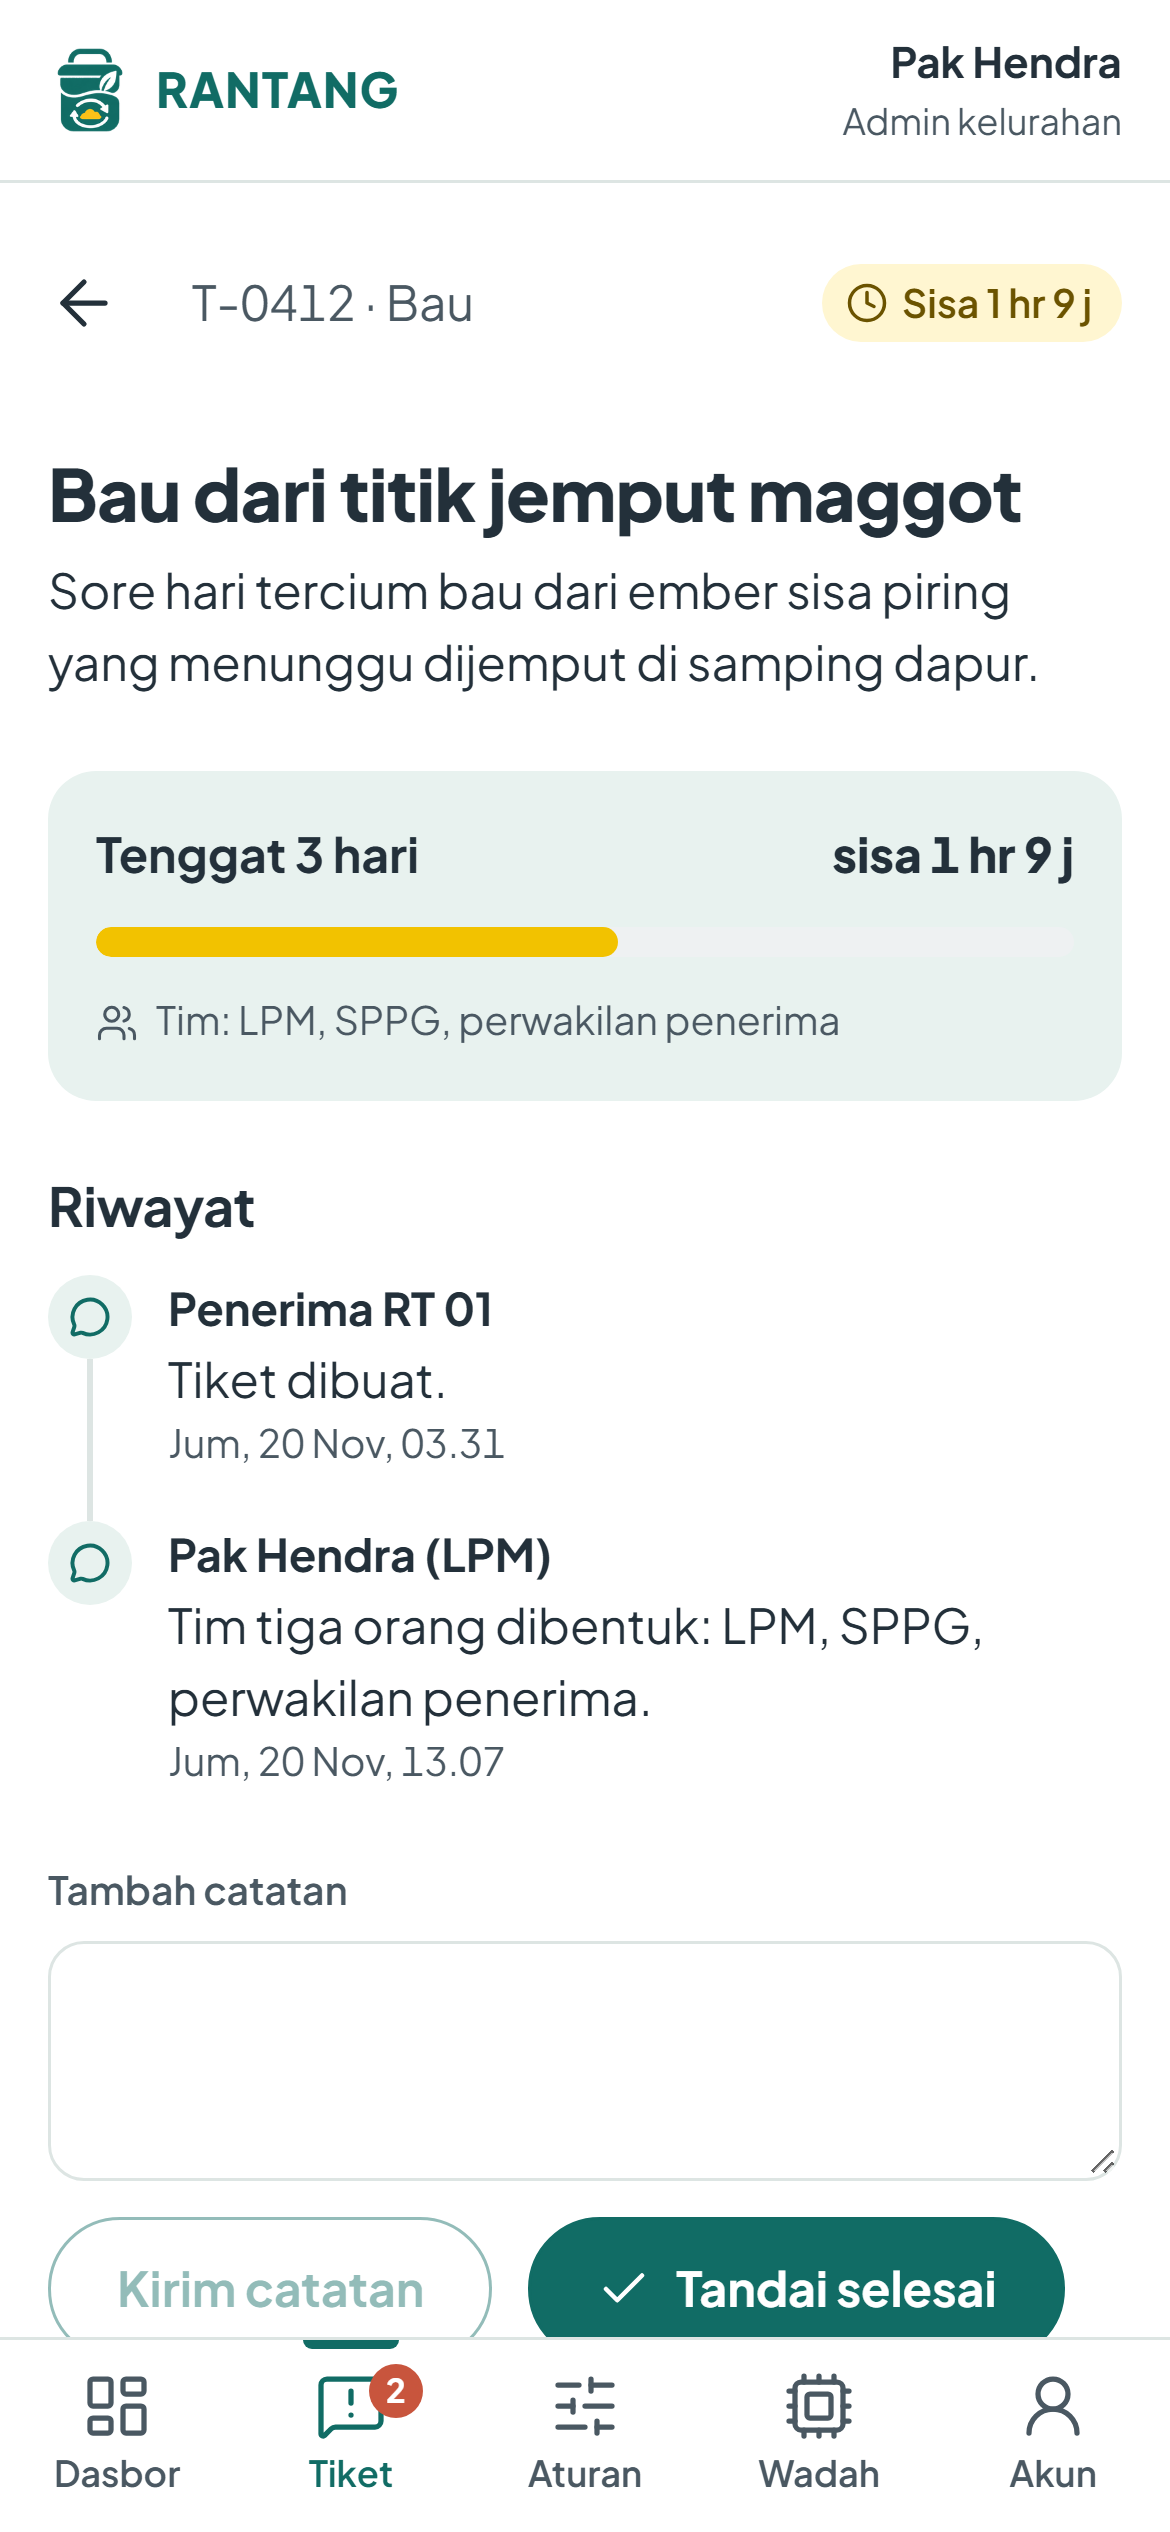 RANTANG
Pak Hendra
Admin kelurahan
T-0412 · Bau
Sisa 1 hr 9 j
Bau dari titik jemput maggot
Sore hari tercium bau dari ember sisa piring
yang menunggu dijemput di samping dapur.
Tenggat 3 hari
sisa 1 hr 9 j
Tim: LPM, SPPG, perwakilan penerima
Riwayat
Penerima RT 01
Tiket dibuat.
Jum, 20 Nov, 03.31
Pak Hendra (LPM)
Tim tiga orang dibentuk: LPM, SPPG,
perwakilan penerima.
Jum, 20 Nov, 13.07
Tambah catatan
Kirim catatan
Tandai selesai
2
Dasbor
Tiket
Aturan
Wadah
Akun